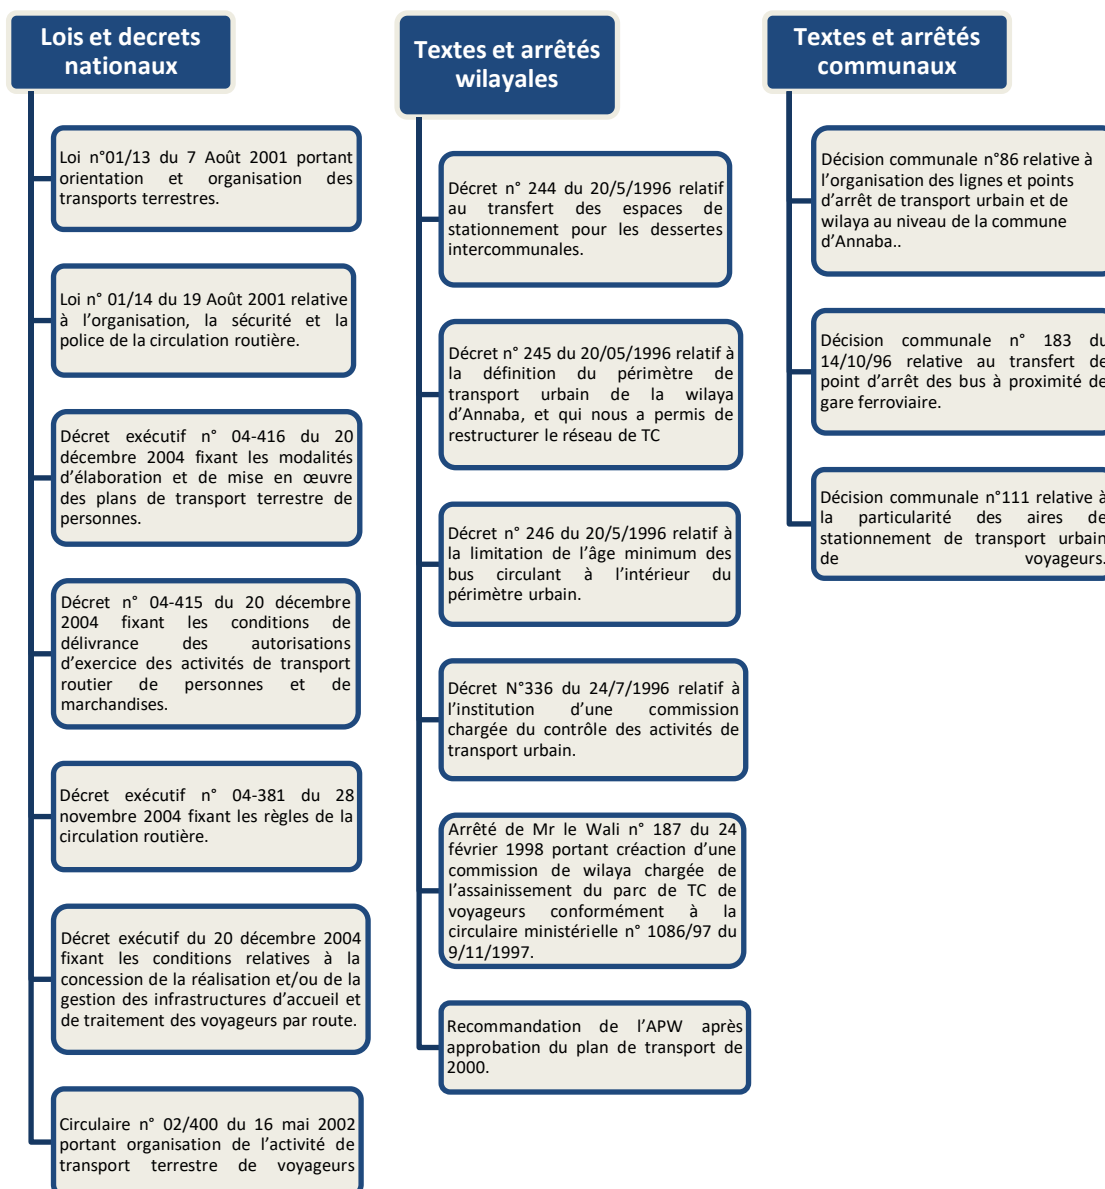 Lois et decrets
nationaux
Loi n°01/13 du 7 Août 2001 portant
orientation et organisation des
transports terrestres.
Loi n° 01/14 du 19 Août 2001 relative
à l’organisation, la sécurité et la
police de la circulation routière.
Décret exécutif n° 04-416 du 20
décembre 2004 fixant les modalités
d’élaboration et de mise en œuvre
des plans de transport terrestre de
personnes.
Décret n° 04-415 du 20 décembre
2004 fixant les conditions de
délivrance des autorisations
d’exercice des activités de transport
routier de personnes et de
marchandises.
Décret exécutif n° 04-381 du 28
novembre 2004 fixant les règles de la
circulation routière.
Décret exécutif du 20 décembre 2004
fixant les conditions relatives à la
concession de la réalisation et/ou de la
gestion des infrastructures d’accueil et
de traitement des voyageurs par route.
Circulaire n° 02/400 du 16 mai 2002
portant organisation de l’activité de
transport terrestre de voyageurs
Textes et arrêtés
wilayales
Décret n° 244 du 20/5/1996 relatif
au transfert des espaces de
stationnement pour les dessertes
intercommunales.
Décret n° 245 du 20/05/1996 relatif à
la définition du périmètre de
transport urbain de la wilaya
d’Annaba, et qui nous a permis de
restructurer le réseau de TC
Décret n° 246 du 20/5/1996 relatif à
la limitation de l’âge minimum des
bus circulant à l’intérieur du
périmètre urbain.
Décret N°336 du 24/7/1996 relatif à
l’institution d’une commission
chargée du contrôle des activités de
transport urbain.
Arrêté de Mr le Wali n° 187 du 24
février 1998 portant créaction d’une
commission de wilaya chargée de
l’assainissement du parc de TC de
voyageurs conformément à la
circulaire ministérielle n° 1086/97 du
9/11/1997.
Recommandation de l’APW après
approbation du plan de transport de
2000.
Textes et arrêtés
communaux
Décision communale n°86 relative à
l’organisation des lignes et points
d’arrêt de transport urbain et de
wilaya au niveau de la commune
d’Annaba..
Décision communale n° 183 du
14/10/96 relative au transfert de
point d’arrêt des bus à proximité de
gare ferroviaire.
Décision communale n°111 relative à
la particularité des aires de
stationnement de transport urbain
de voyageurs.